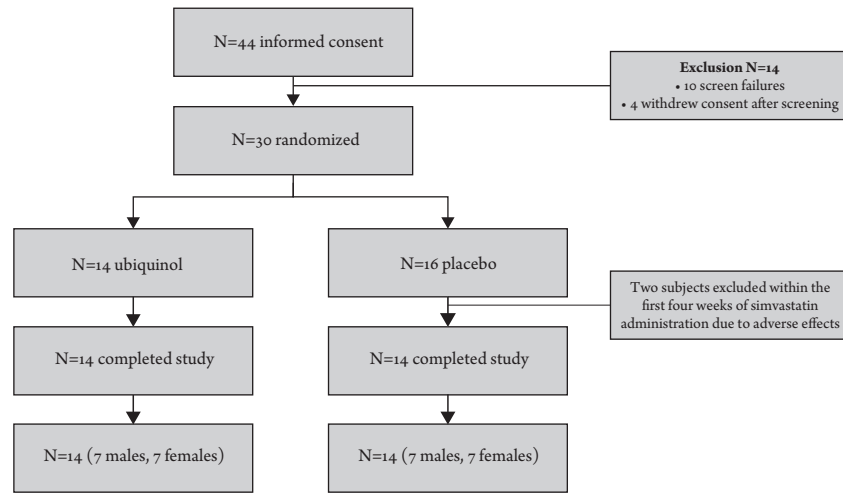 N=44 informed consent
Exclusion N=14
• 10 screen failures
• 4 withdrew consent after screening
N=30 randomized
N=14 ubiquinol
N=16 placebo
Two subjects excluded within the
first four weeks of simvastatin
administration due to adverse effects
N=14 completed study
N=14 completed study
N=14 (7 males, 7 females)
N=14 (7 males, 7 females)